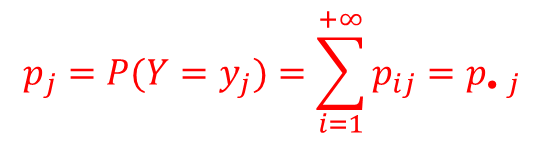 p_j = P(Y = y_j) = \sum_{i=1}^{+\infty} p_{ij} = p_{\bullet j}